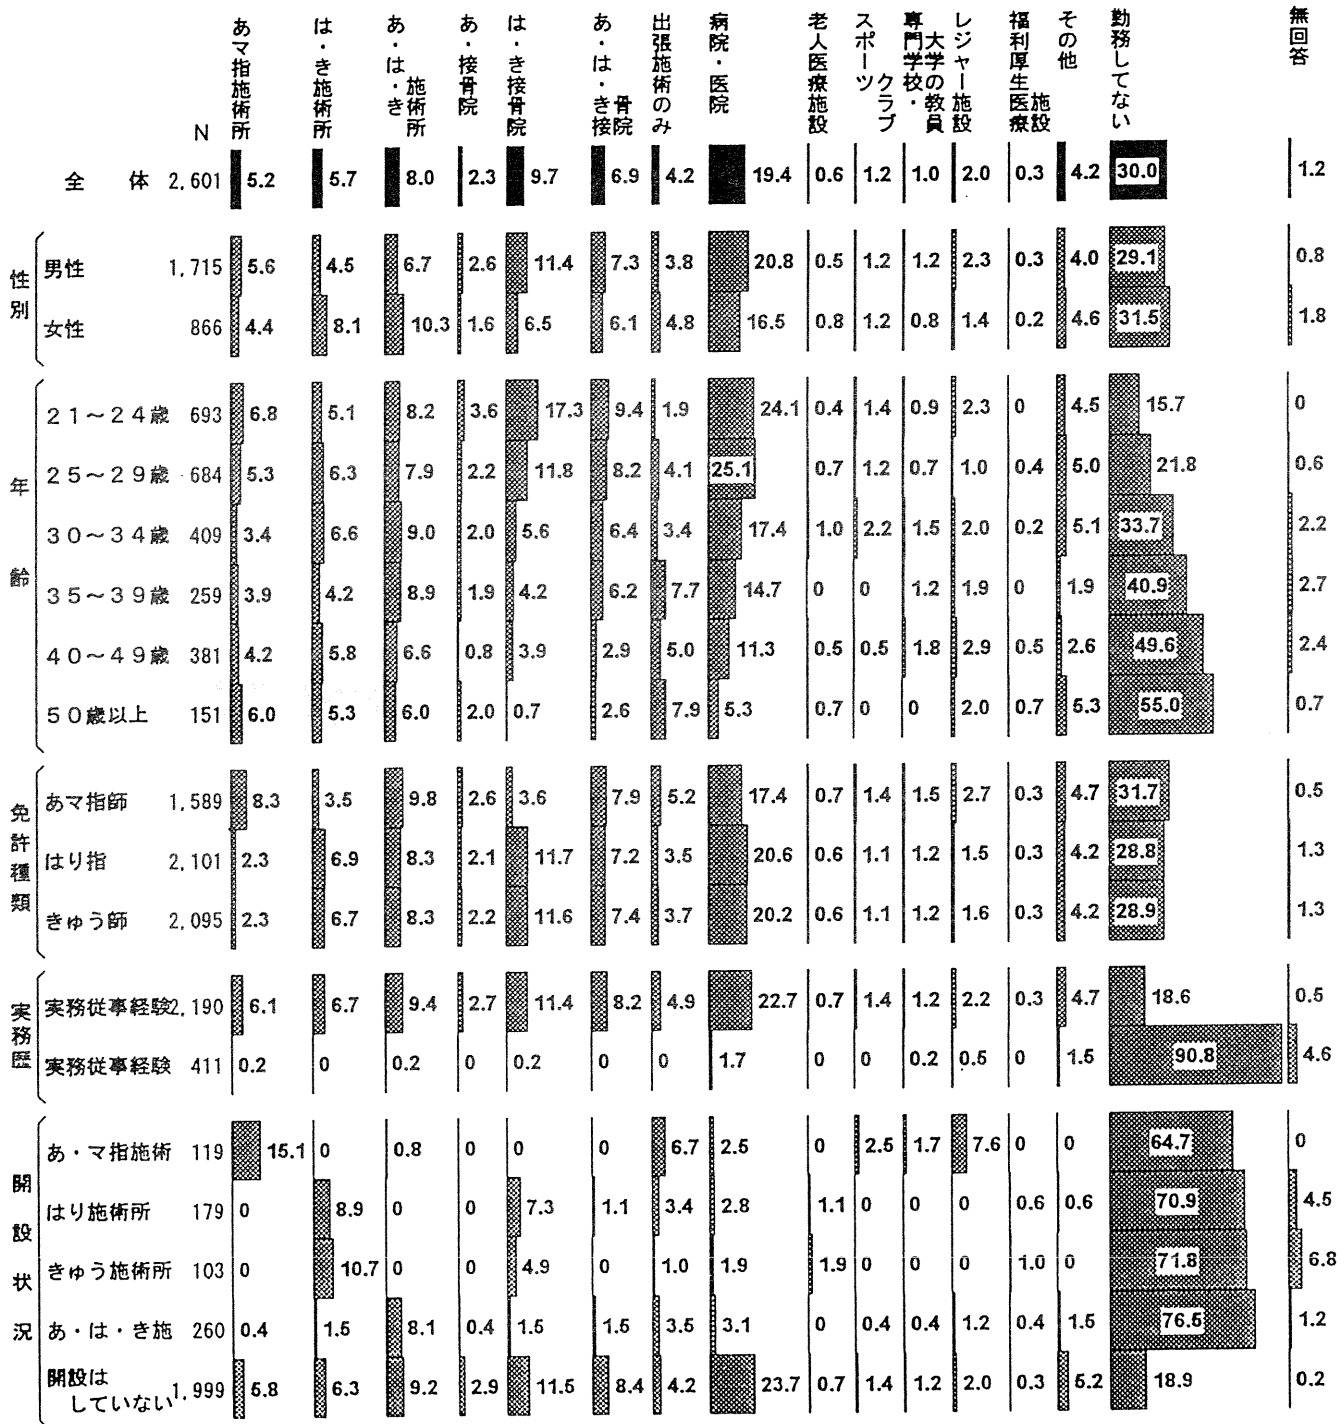 N
あマ指施術所
は・き施術所
あ・は・き施術所
あ・接骨院
は・き接骨院
あ・は・き接骨院
出張施術のみ
病院・医院
老人医療施設
スポーツクラブ
専門学校・大学の教員
レジャー施設
福利厚生医療施設
その他
勤務してない
無回答
全 体 2,601 5.2 5.7 8.0 2.3 9.7 6.9 4.2 19.4 0.6 1.2 1.0 2.0 0.3 4.2 30.0 1.2
性別
男性 1,715 5.6 4.5 6.7 2.6 11.4 7.3 3.8 20.8 0.5 1.2 1.2 2.3 0.3 4.0 29.1 0.8
女性 866 4.4 8.1 10.3 1.6 6.5 6.1 4.8 16.5 0.8 1.2 0.8 1.4 0.2 4.6 31.5 1.8
年齢
21～24歳 693 6.8 5.1 8.2 3.6 17.3 9.4 1.9 24.1 0.4 1.4 0.9 2.3 0 4.5 15.7 0
25～29歳 684 5.3 6.3 7.9 2.2 11.8 8.2 4.1 25.1 0.7 1.2 0.7 1.0 0.4 5.0 21.8 0.6
30～34歳 409 3.4 6.6 9.0 2.0 5.6 6.4 3.4 17.4 1.0 2.2 1.5 2.0 0.2 5.1 33.7 2.2
35～39歳 259 3.9 4.2 8.9 1.9 4.2 6.2 7.7 14.7 0 0 1.2 1.9 0 1.9 40.9 2.7
40～49歳 381 4.2 5.8 6.6 0.8 3.9 2.9 5.0 11.3 0.5 0.5 1.8 2.9 0.5 2.6 49.6 2.4
50歳以上 151 6.0 5.3 6.0 2.0 0.7 2.6 7.9 5.3 0.7 0 0 2.0 0.7 5.3 55.0 0.7
免許種類
あマ指師 1,589 8.3 3.5 9.8 2.6 3.6 7.9 5.2 17.4 0.7 1.4 1.5 2.7 0.3 4.7 31.7 0.5
はり指 2,101 2.3 6.9 8.3 2.1 11.7 7.2 3.5 20.6 0.6 1.1 1.2 1.5 0.3 4.2 28.8 1.3
きゅう師 2,095 2.3 6.7 8.3 2.2 11.6 7.4 3.7 20.2 0.6 1.1 1.2 1.6 0.3 4.2 28.9 1.3
実務歴
実務従事経験2,190 6.1 6.7 9.4 2.7 11.4 8.2 4.9 22.7 0.7 1.4 1.2 2.2 0.3 4.7 18.6 0.5
実務従事経験 411 0.2 0 0.2 0 0.2 0 0 1.7 0 0 0.2 0.5 0 1.5 90.8 4.6
開設状況
あ・マ指施術 119 15.1 0 0.8 0 0 0 6.7 2.5 0 2.5 1.7 7.6 0 0 64.7 0
はり施術所 179 0 8.9 0 0 7.3 1.1 3.4 2.8 1.1 0 0 0 0.6 0.6 70.9 4.5
きゅう施術所 103 0 10.7 0 0 4.9 0 1.0 1.9 1.9 0 0 0 1.0 0 71.8 6.8
あ・は・き施 260 0.4 1.5 8.1 0.4 1.5 1.5 3.5 3.1 0 0.4 0.4 1.2 0.4 1.5 76.5 1.2
開設は
していない 1,999 5.8 6.3 9.2 2.9 11.5 8.4 4.2 23.7 0.7 1.4 1.2 2.0 0.3 5.2 18.9 0.2